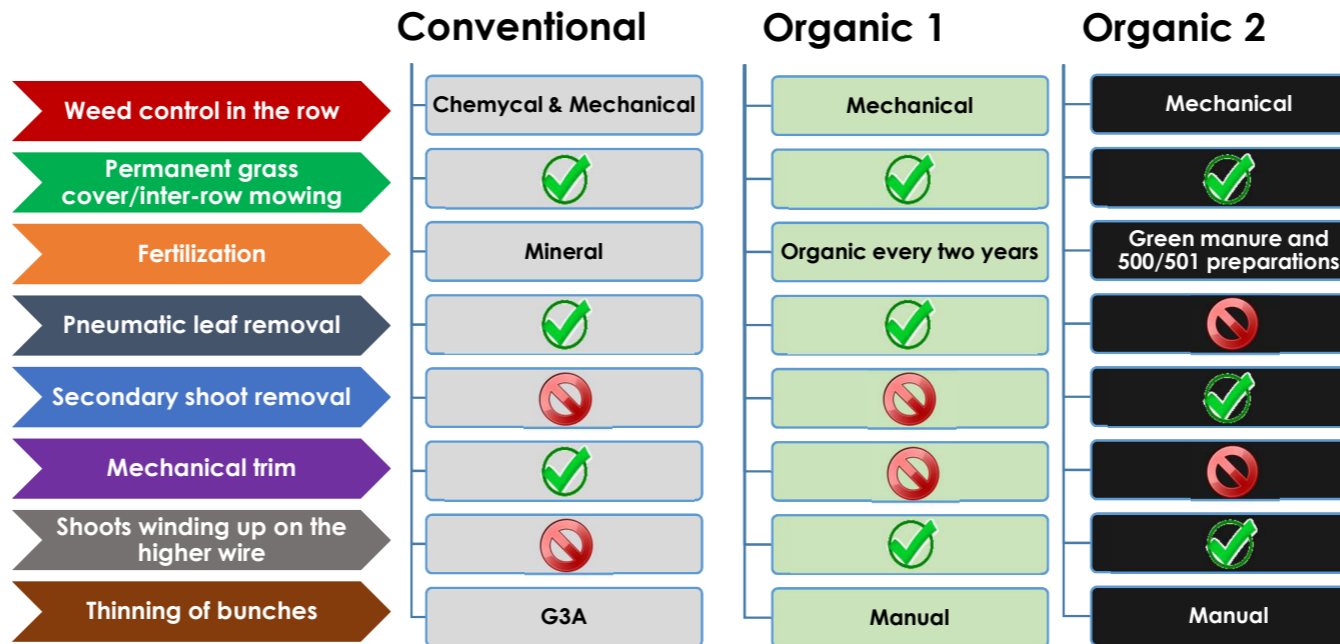 Conventional Organic 1 Organic 2
Weed control in the row
Chemycal & Mechanical
Mechanical
Mechanical
Permanent grass
cover/inter-row mowing
Fertilization
Mineral
Organic every two years
Green manure and
500/501 preparations
Pneumatic leaf removal
Secondary shoot removal
Mechanical trim
Shoots winding up on the
higher wire
Thinning of bunches
G3A
Manual
Manual